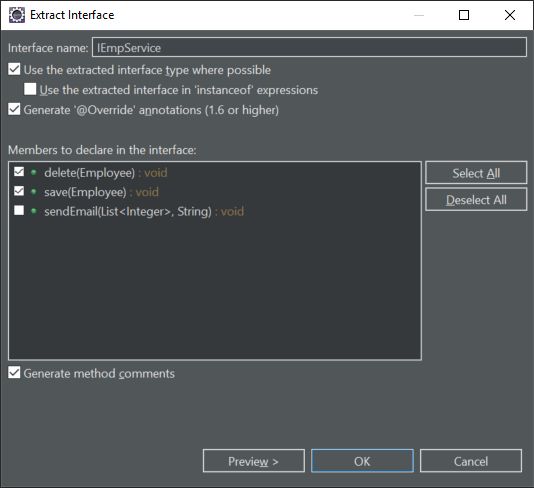 Extract Interface
Interface name: IEmpService
Use the extracted interface type where possible
Use the extracted interface in 'instanceof' expressions
Generate '@Override' annotations (1.6 or higher)
Members to declare in the interface:
delete(Employee) : void
save(Employee) : void
sendEmail(List<Integer>, String) : void
Select All
Deselect All
Generate method comments
Preview >
OK
Cancel